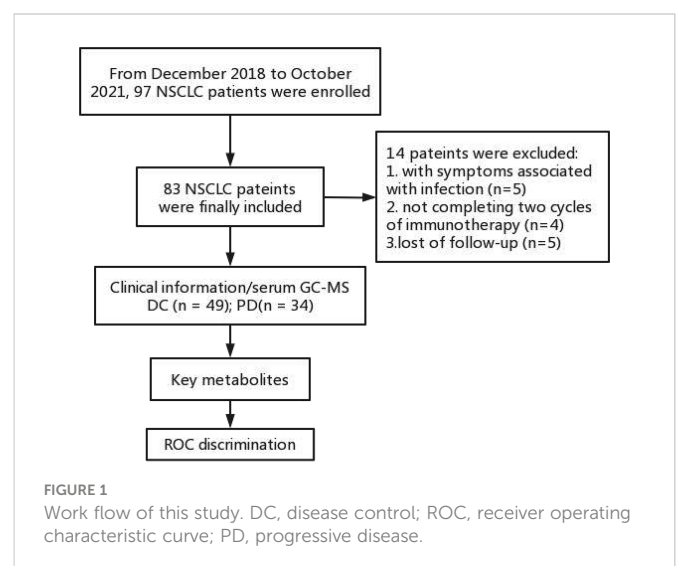 From December 2018 to October
2021, 97 NSCLC patients were enrolled
14 pateints were excluded:
1. with symptoms associated
with infection (n=5)
2. not completing two cycles
of immunotherapy (n=4)
3.lost of follow-up (n=5)
83 NSCLC pateints
were finally included
Clinical information/serum GC-MS
DC (n = 49); PD(n = 34)
Key metabolites
ROC discrimination
FIGURE 1
Work flow of this study. DC, disease control; ROC, receiver operating
characteristic curve; PD, progressive disease.